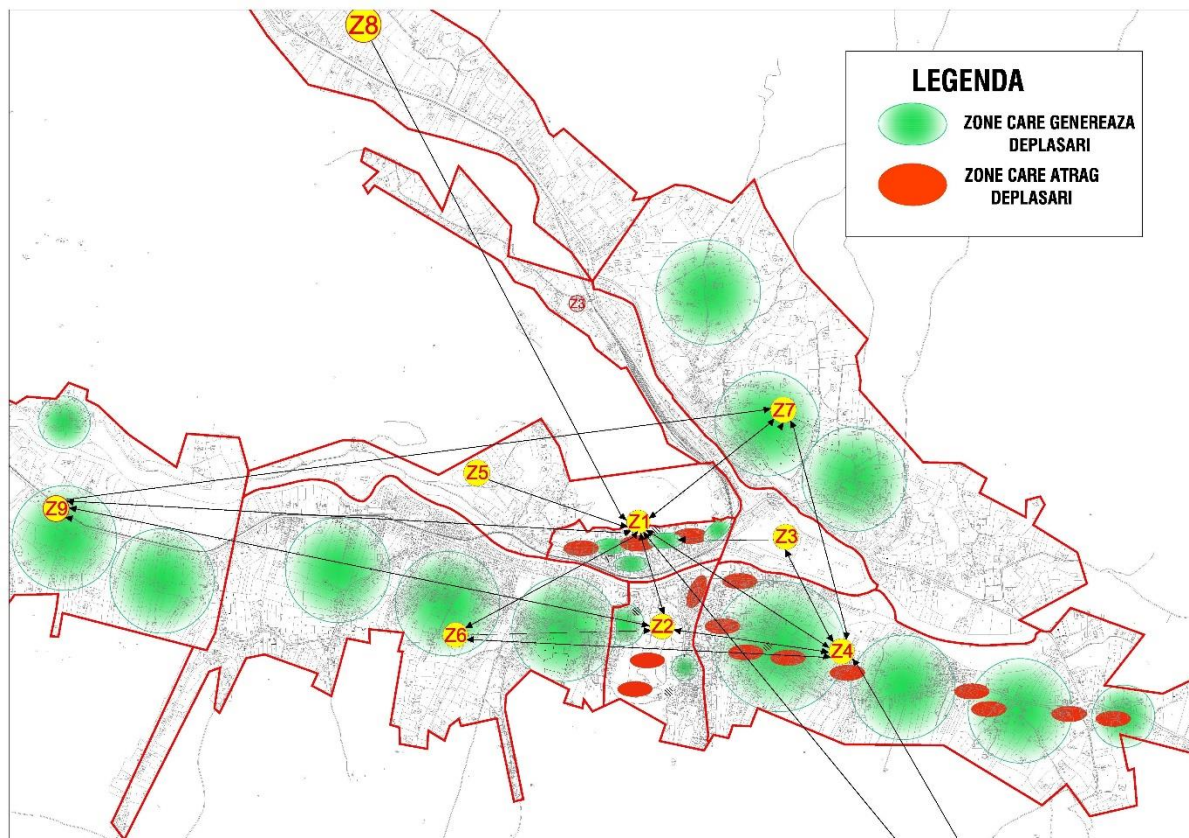 Z8
LEGENDA
ZONE CARE GENEREAZA
DEPLASARI
ZONE CARE ATRAG
DEPLASARI
Z3
Z7
Z5
Z9
Z1
Z3
Z2
Z6
Z4